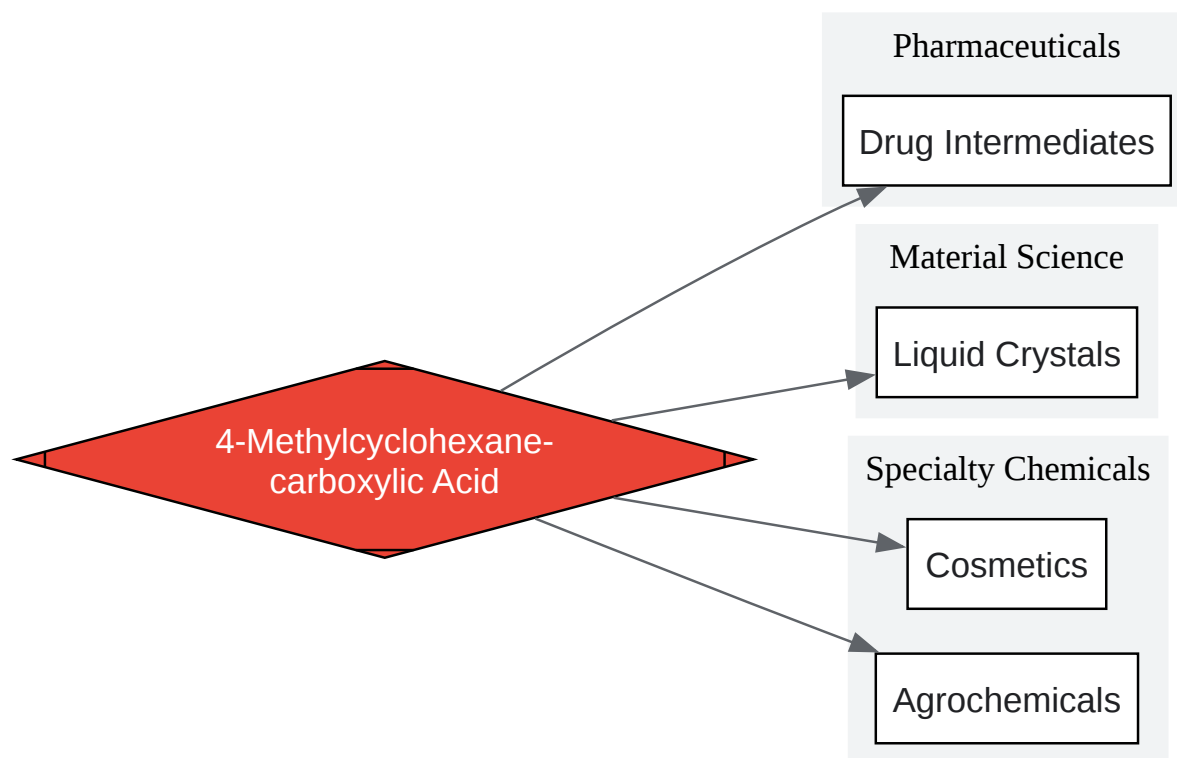 Pharmaceuticals
Drug Intermediates
Material Science
Liquid Crystals
4-Methylcyclohexane-
carboxylic Acid
Specialty Chemicals
Cosmetics
Agrochemicals